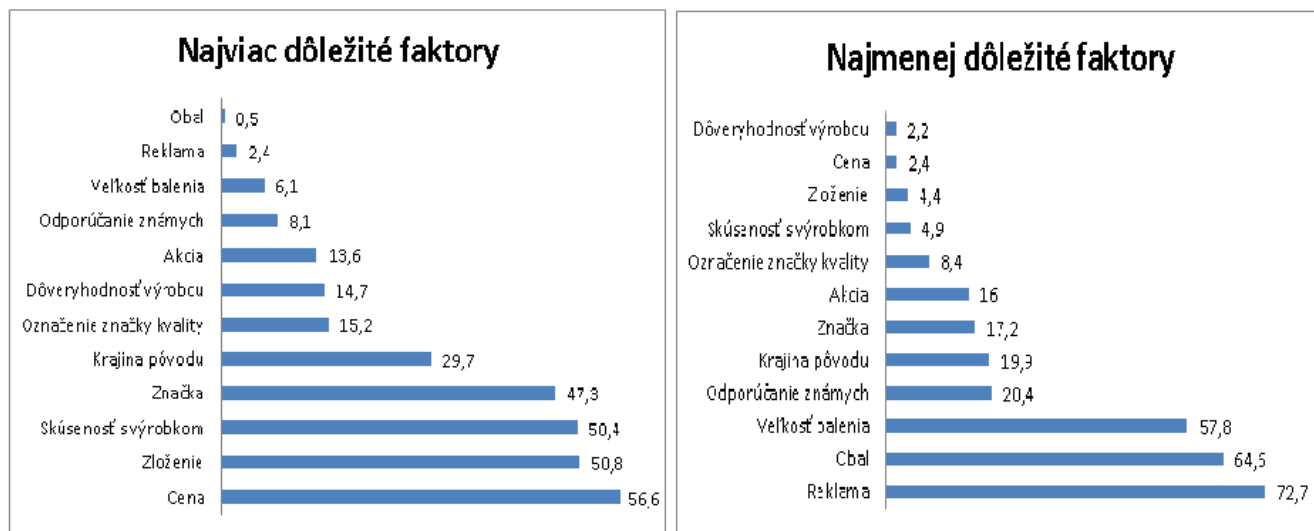 Najviac dôležité faktory
Obal 0,5
Reklama 2,4
Veľkosť balenia 6,1
Odporúčanie známych 8,1
Akcia 13,6
Dôveryhodnosť výrobcu 14,7
Označenie značky kvality 15,2
Krajina pôvodu 29,7
Značka 47,3
Skúsenosť s výrobkom 50,4
Zloženie 50,8
Cena 56,6
Najmenej dôležité faktory
Dôveryhodnosť výrobcu 2,2
Cena 2,4
Zloženie 4,4
Skúsenosť s výrobkom 4,9
Označenie značky kvality 8,4
Akcia 16
Značka 17,2
Krajina pôvodu 19,9
Odporúčanie známych 20,4
Veľkosť balenia 57,8
Obal
Reklama 72,7